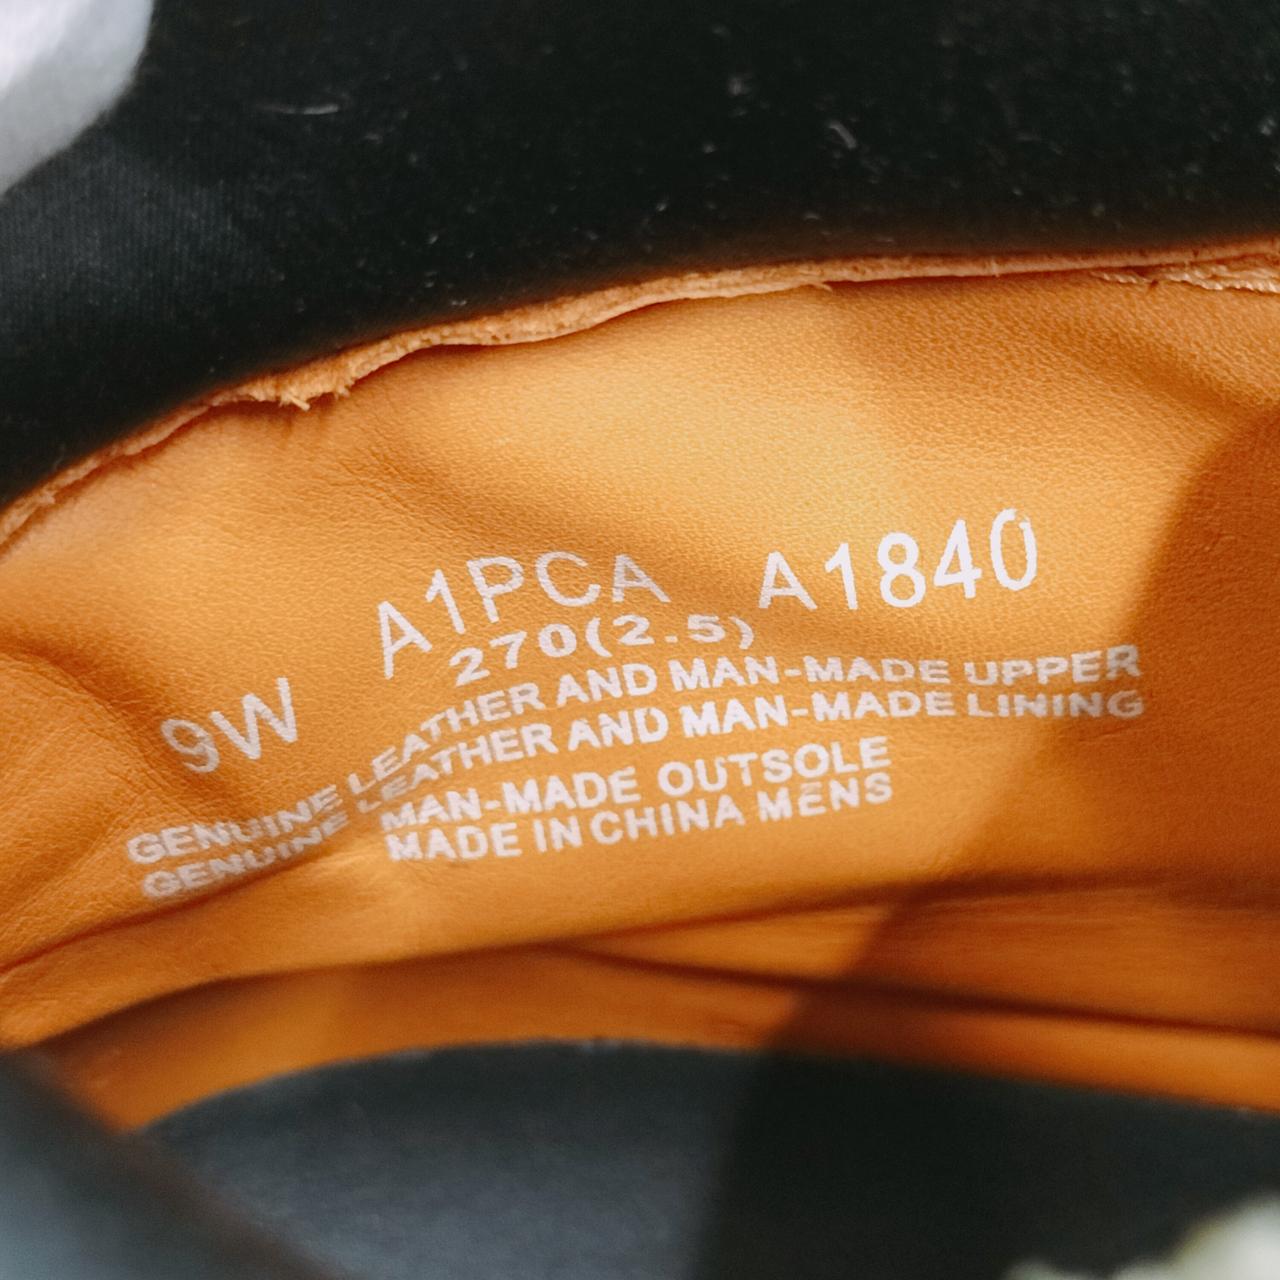 9W A1PCA A1840
270(2.5)
GENUINE LEATHER AND MAN-MADE UPPER
GENUINE LEATHER AND MAN-MADE LINING
MAN-MADE OUTSOLE
MADE IN CHINA MENS